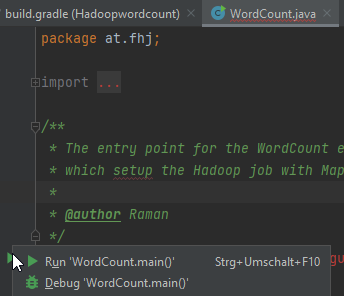 build.gradle (Hadoopwordcount)
WordCount.java
package at.fhj;
import ...
/**
* The entry point for the WordCount e
* which setup the Hadoop job with Map
*
* @author Raman
*/
gu
Run 'WordCount.main()' Strg+Umschalt+F10
Debug 'WordCount.main()'